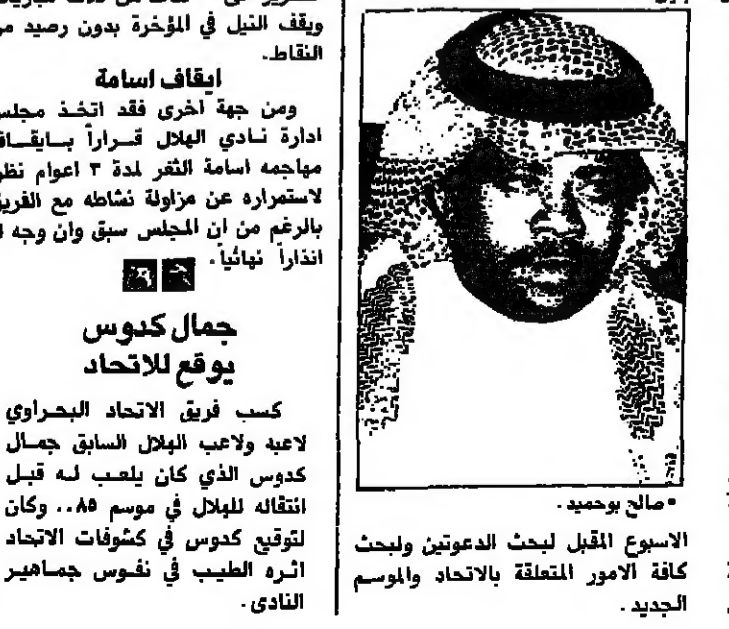 • صالح بوحميد .
الاسبوع المقبل لبحث الدعوتين ولبحث
كافة الامور المتعلقة بالاتحاد والموسم
الجديد .
ويقف النيل في المؤخرة بدون رصيد من
النقاط .
ايقاف اسامة
ومن جهة اخرى فقد اتخذ مجلس
ادارة نادي الهلال قراراً بايقاف
مهاجمه اسامة الثغر لمدة ٣ اعوام نظر
لاستمراره عن مزاولة نشاطه مع الفريق
بالرغم من ان المجلس سبق وان وجه
انذاراً نهائياً .
جمال كدوس
يوقع للاتحاد
كسب فريق الاتحاد البحراوي
لاعبه ولاعب الهلال السابق جمال
كدوس الذي كان يلعب له قبل
انتقاله للهلال في موسم ٨٥ .. وكان
لتوقيع كدوس في كشوفات الاتحاد
اثره الطيب في نفوس جماهير
النادي .